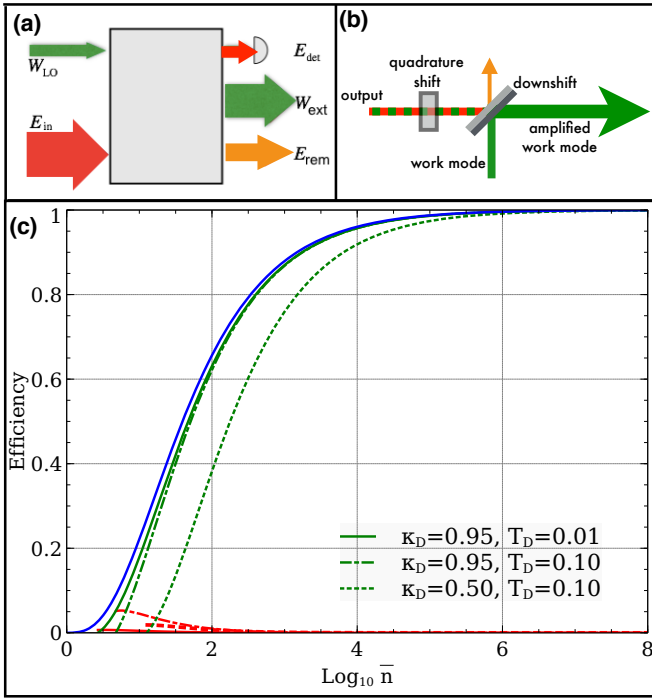 (a)
W_LO
E_in
E_det
W_ext
E_rem
(b)
quadrature
shift
downshift
output
amplified
work mode
work mode
(c)
1
0.8
0.6
0.4
0.2
0
Efficiency
κ_D=0.95, T_D=0.01
κ_D=0.95, T_D=0.10
κ_D=0.50, T_D=0.10
0 2 4 6 8
Log₁₀ n̅